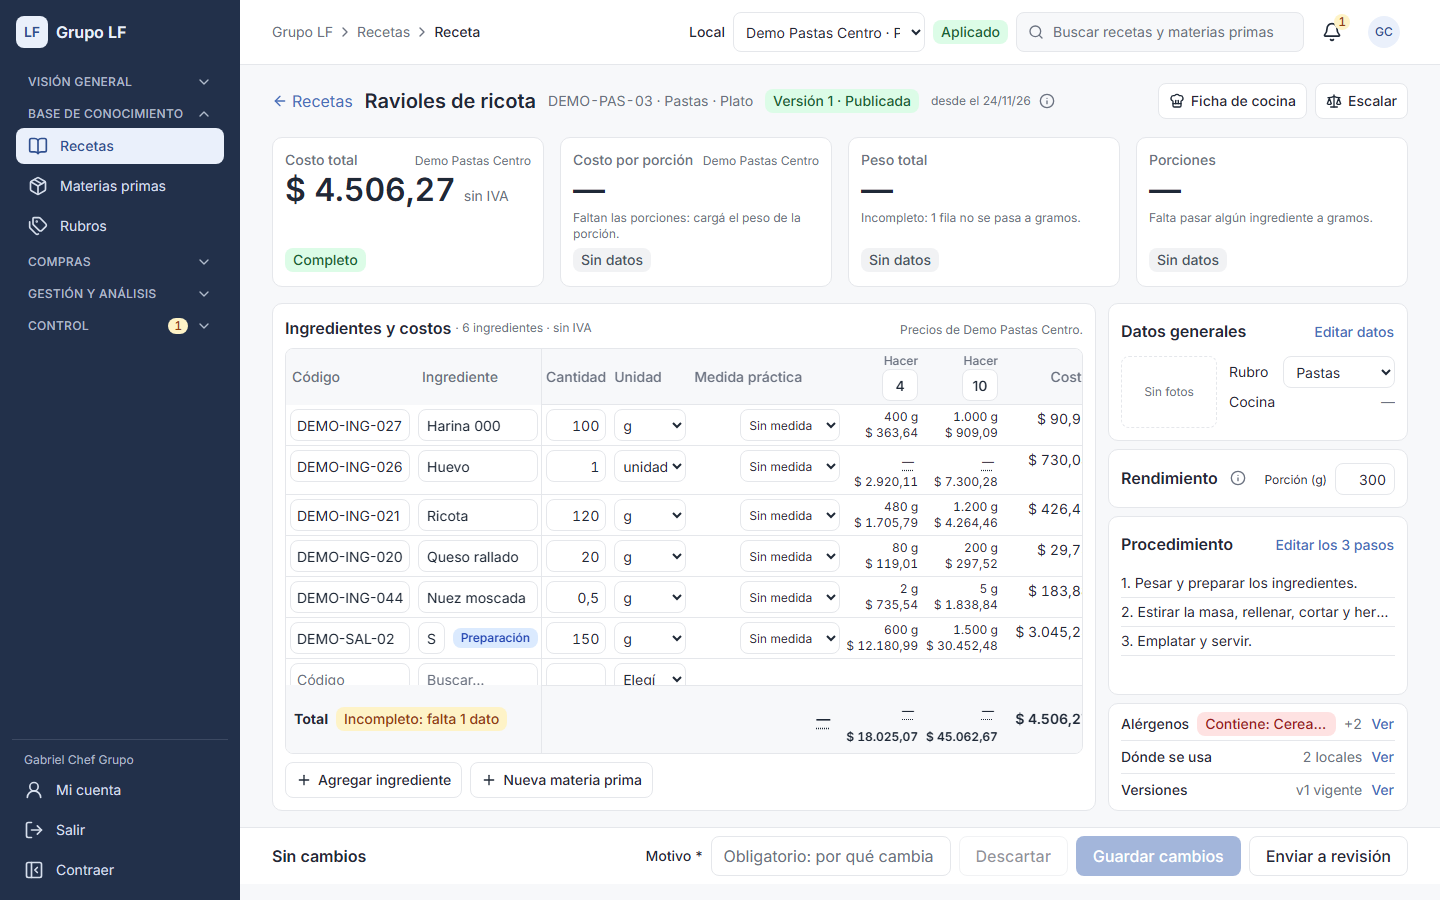 LF Grupo LF
VISIÓN GENERAL
BASE DE CONOCIMIENTO
Recetas
Materias primas
Rubros
COMPRAS
GESTIÓN Y ANÁLISIS
CONTROL 1
Gabriel Chef Grupo
Mi cuenta
Salir
Contraer
Grupo LF > Recetas > Receta
Local Demo Pastas Centro · P Aplicado Buscar recetas y materias primas 1 GC
← Recetas Ravioles de ricota DEMO-PAS-03 · Pastas · Plato Versión 1 · Publicada desde el 24/11/26 Ficha de cocina Escalar
Costo total Demo Pastas Centro
$ 4.506,27 sin IVA
Completo
Costo por porción Demo Pastas Centro
—
Faltan las porciones: cargá el peso de la
porción.
Sin datos
Peso total
—
Incompleto: 1 fila no se pasa a gramos.
Sin datos
Porciones
—
Falta pasar algún ingrediente a gramos.
Sin datos
Ingredientes y costos · 6 ingredientes · sin IVA Precios de Demo Pastas Centro.
Código Ingrediente Cantidad Unidad Medida práctica Hacer 4 Hacer 10 Cost
DEMO-ING-027 Harina 000 100 g Sin medida 400 g 1.000 g $ 90,9
$ 363,64 $ 909,09
DEMO-ING-026 Huevo 1 unidad Sin medida — — $ 730,0
$ 2.920,11 $ 7.300,28
DEMO-ING-021 Ricota 120 g Sin medida 480 g 1.200 g $ 426,4
$ 1.705,79 $ 4.264,46
DEMO-ING-020 Queso rallado 20 g Sin medida 80 g 200 g $ 29,7
$ 119,01 $ 297,52
DEMO-ING-044 Nuez moscada 0,5 g Sin medida 2 g 5 g $ 183,8
$ 735,54 $ 1.838,84
DEMO-SAL-02 S Preparación 150 g Sin medida 600 g 1.500 g $ 3.045,2
$ 12.180,99 $ 30.452,48
Código Buscar... Elegí
Total Incompleto: falta 1 dato — — — $ 4.506,2
$ 18.025,07 $ 45.062,67
+ Agregar ingrediente + Nueva materia prima
Datos generales Editar datos
Sin fotos
Rubro Pastas
Cocina —
Rendimiento Porción (g) 300
Procedimiento Editar los 3 pasos
1. Pesar y preparar los ingredientes.
2. Estirar la masa, rellenar, cortar y her...
3. Emplatar y servir.
Alérgenos Contiene: Cerea... +2 Ver
Dónde se usa 2 locales Ver
Versiones v1 vigente Ver
Sin cambios Motivo * Obligatorio: por qué cambia Descartar Guardar cambios Enviar a revisión